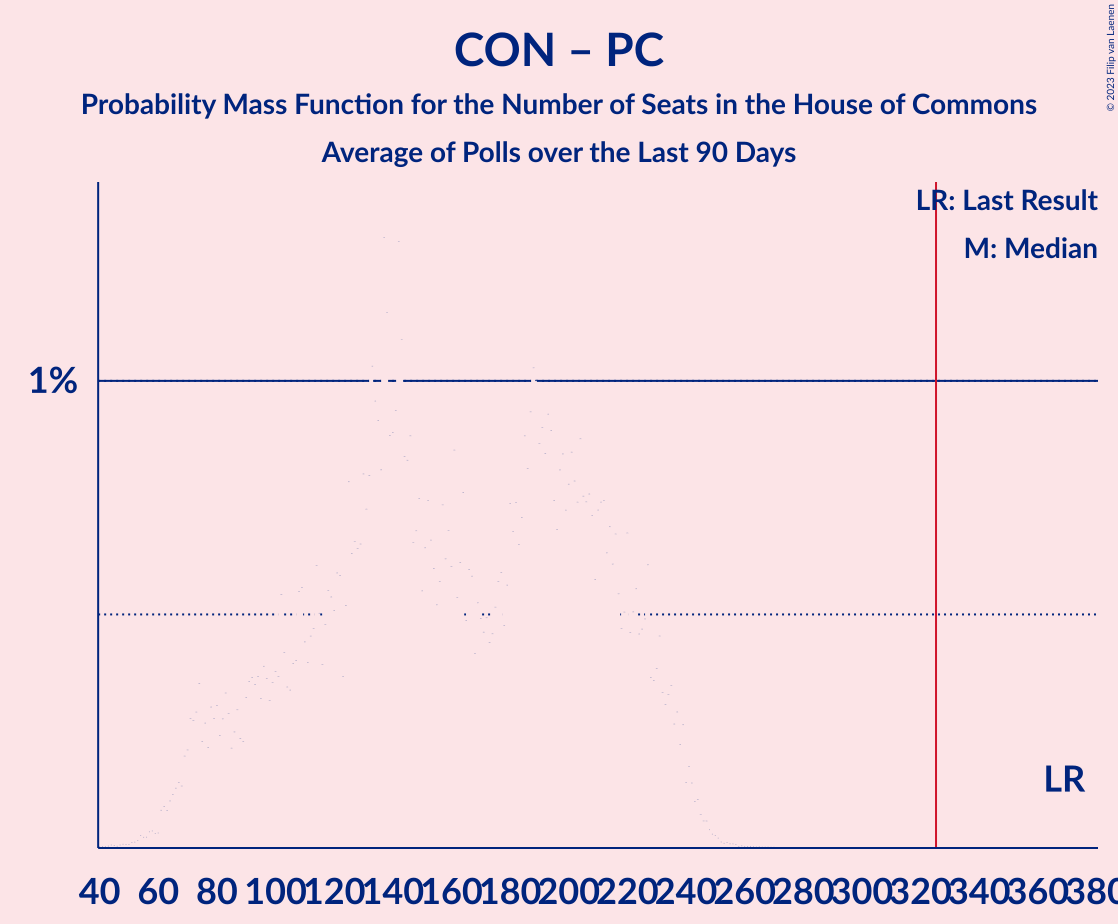 CON – PC
Probability Mass Function for the Number of Seats in the House of Commons
Average of Polls over the Last 90 Days
© 2023 Filip van Laenen
LR: Last Result
M: Median
1%
LR
40 60 80 100 120 140 160 180 200 220 240 260 280 300 320 340 360 380